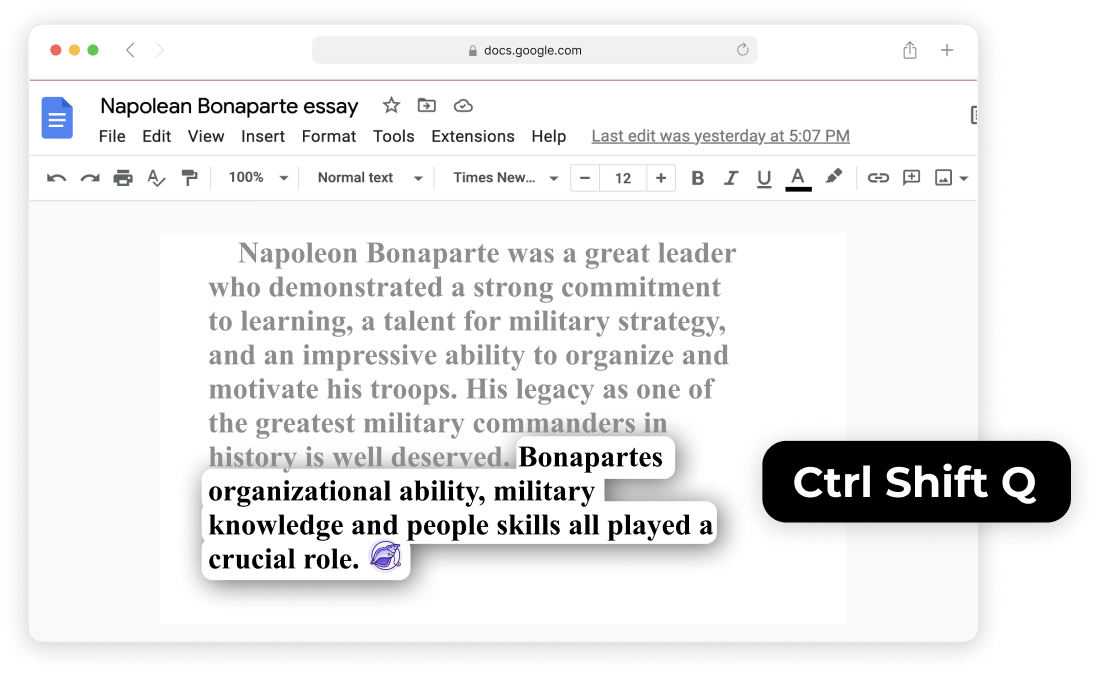 docs.google.com
Napolean Bonaparte essay
File Edit View Insert Format Tools Extensions Help Last edit was yesterday at 5:07 PM
100% Normal text Times New... − 12 + B I U A
Napoleon Bonaparte was a great leader
who demonstrated a strong commitment
to learning, a talent for military strategy,
and an impressive ability to organize and
motivate his troops. His legacy as one of
the greatest military commanders in
history is well deserved. Bonapartes
organizational ability, military
knowledge and people skills all played a
crucial role.
Ctrl Shift Q